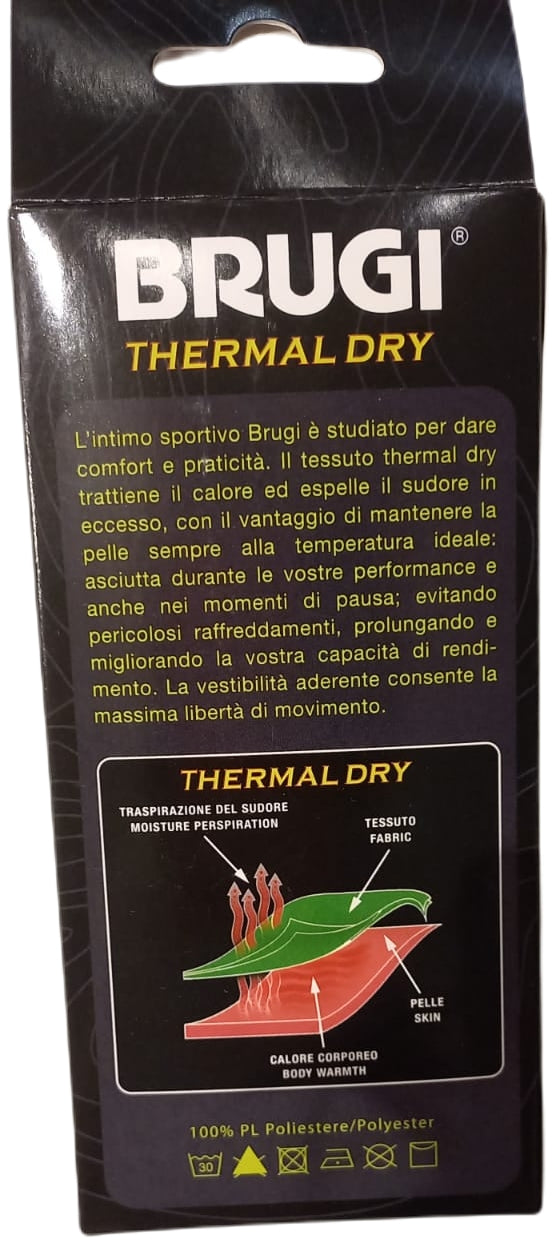 BRUGI®
THERMAL DRY
L'intimo sportivo Brugi è studiato per dare
comfort e praticità. Il tessuto thermal dry
trattiene il calore ed espelle il sudore in
eccesso, con il vantaggio di mantenere la
pelle sempre alla temperatura ideale:
asciutta durante le vostre performance e
anche nei momenti di pausa; evitando
pericolosi raffreddamenti, prolungando e
migliorando la vostra capacità di rendi-
mento. La vestibilità aderente consente la
massima libertà di movimento.
THERMAL DRY
TRASPIRAZIONE DEL SUDORE
MOISTURE PERSPIRATION
TESSUTO
FABRIC
PELLE
SKIN
CALORE CORPOREO
BODY WARMTH
100% PL Poliestere/Polyester
30